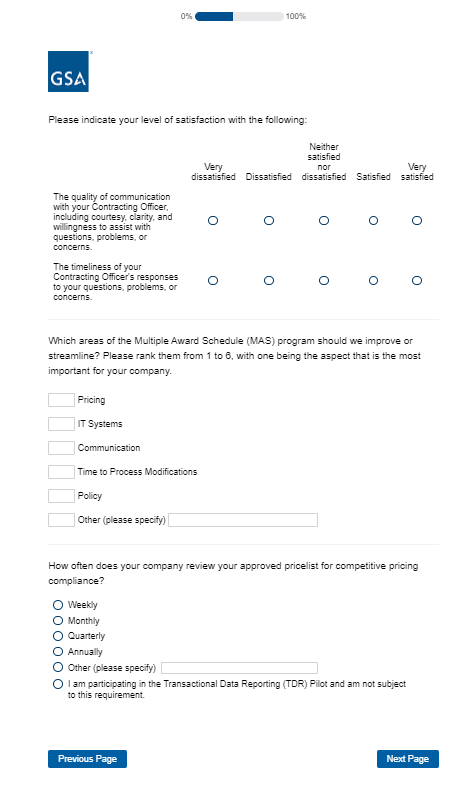 0% 100%
GSA
Please indicate your level of satisfaction with the following:
Very dissatisfied Dissatisfied Neither satisfied nor dissatisfied Satisfied Very satisfied
The quality of communication
with your Contracting Officer,
including courtesy, clarity, and
willingness to assist with
questions, problems, or
concerns.
The timeliness of your
Contracting Officer's responses
to your questions, problems, or
concerns.
Which areas of the Multiple Award Schedule (MAS) program should we improve or
streamline? Please rank them from 1 to 6, with one being the aspect that is the most
important for your company.
Pricing
IT Systems
Communication
Time to Process Modifications
Policy
Other (please specify)
How often does your company review your approved pricelist for competitive pricing
compliance?
Weekly
Monthly
Quarterly
Annually
Other (please specify)
I am participating in the Transactional Data Reporting (TDR) Pilot and am not subject
to this requirement.
Previous Page Next Page